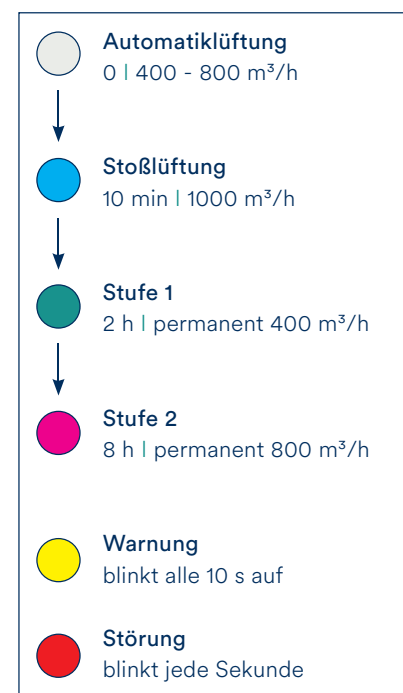 Automatiklüftung
0 | 400 - 800 m³/h
Stoßlüftung
10 min | 1000 m³/h
Stufe 1
2 h | permanent 400 m³/h
Stufe 2
8 h | permanent 800 m³/h
Warnung
blinkt alle 10 s auf
Störung
blinkt jede Sekunde